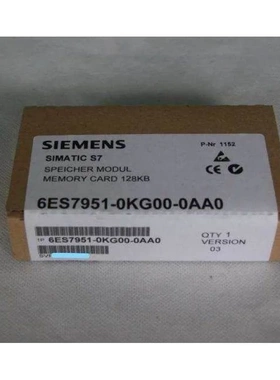 SIEMENS
P-Nr 1152
SIMATIC S7
SPEICHER MODUL
MEMORY CARD 128KB
6ES7951-0KG00-0AA0
1P 6ES7951-0KG00-0AA0
QTY 1
VERSION
03